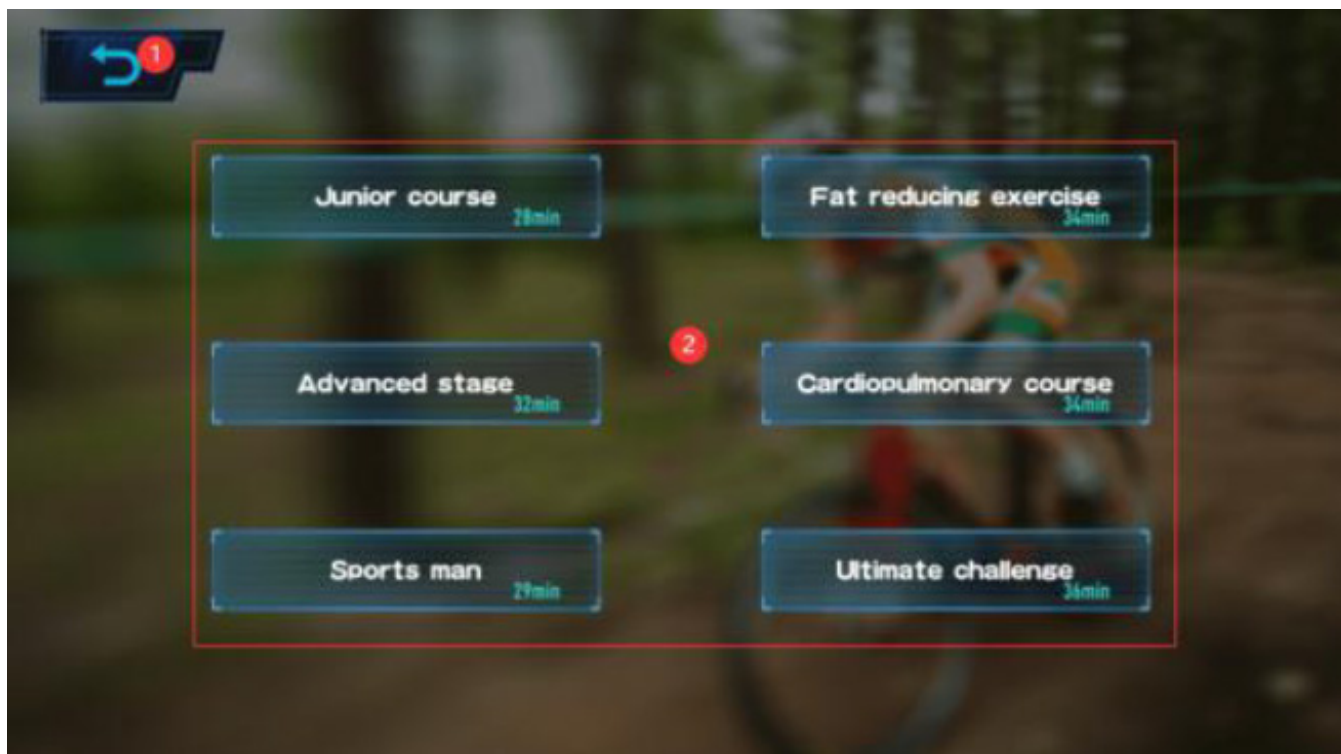 1
Junior course
28min
Fat reducing exercise
34min
2
Advanced stage
32min
Cardiopulmonary course
34min
Sports man
29min
Ultimate challenge
36min